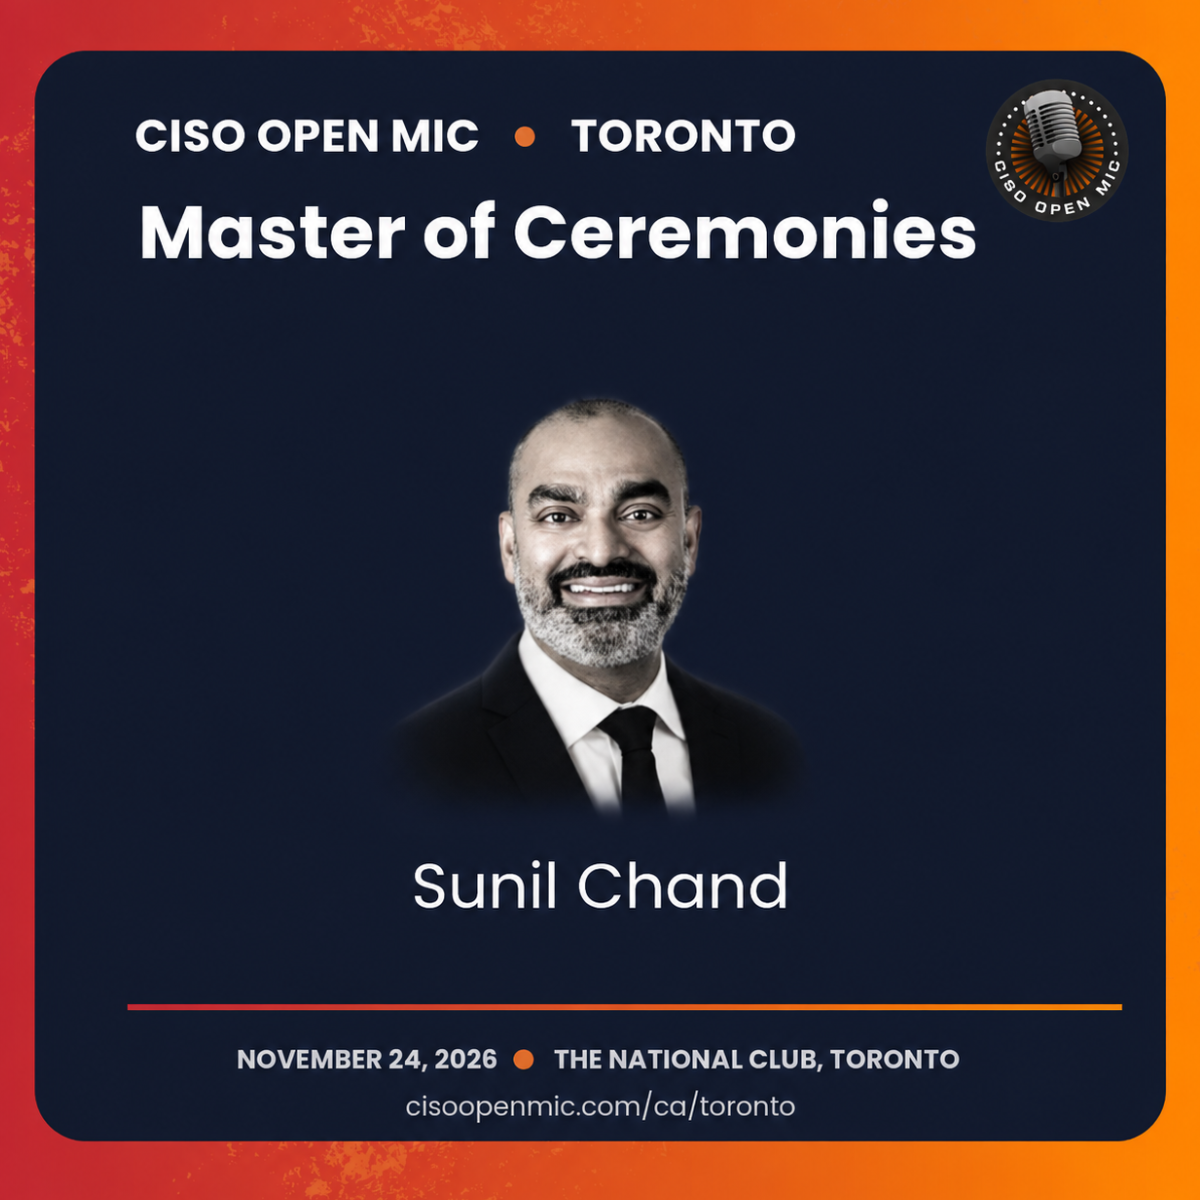 CISO OPEN MIC • TORONTO
CISO OPEN MIC
Master of Ceremonies
Sunil Chand
NOVEMBER 24, 2026 • THE NATIONAL CLUB, TORONTO
cisoopenmic.com/ca/toronto